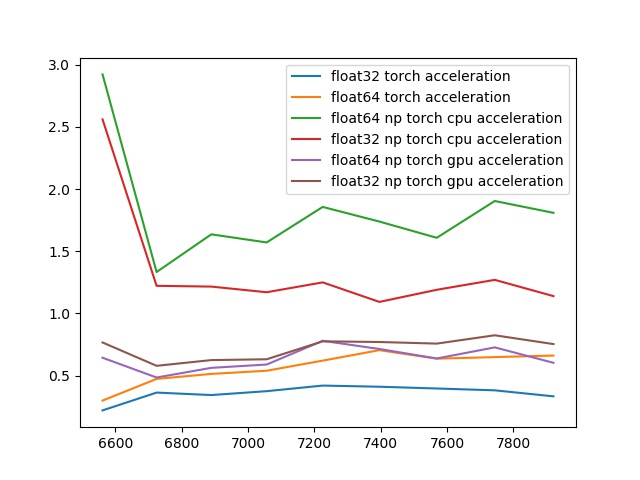 3.0
2.5
2.0
1.5
1.0
0.5
float32 torch acceleration
float64 torch acceleration
float64 np torch cpu acceleration
float32 np torch cpu acceleration
float64 np torch gpu acceleration
float32 np torch gpu acceleration
6600 6800 7000 7200 7400 7600 7800